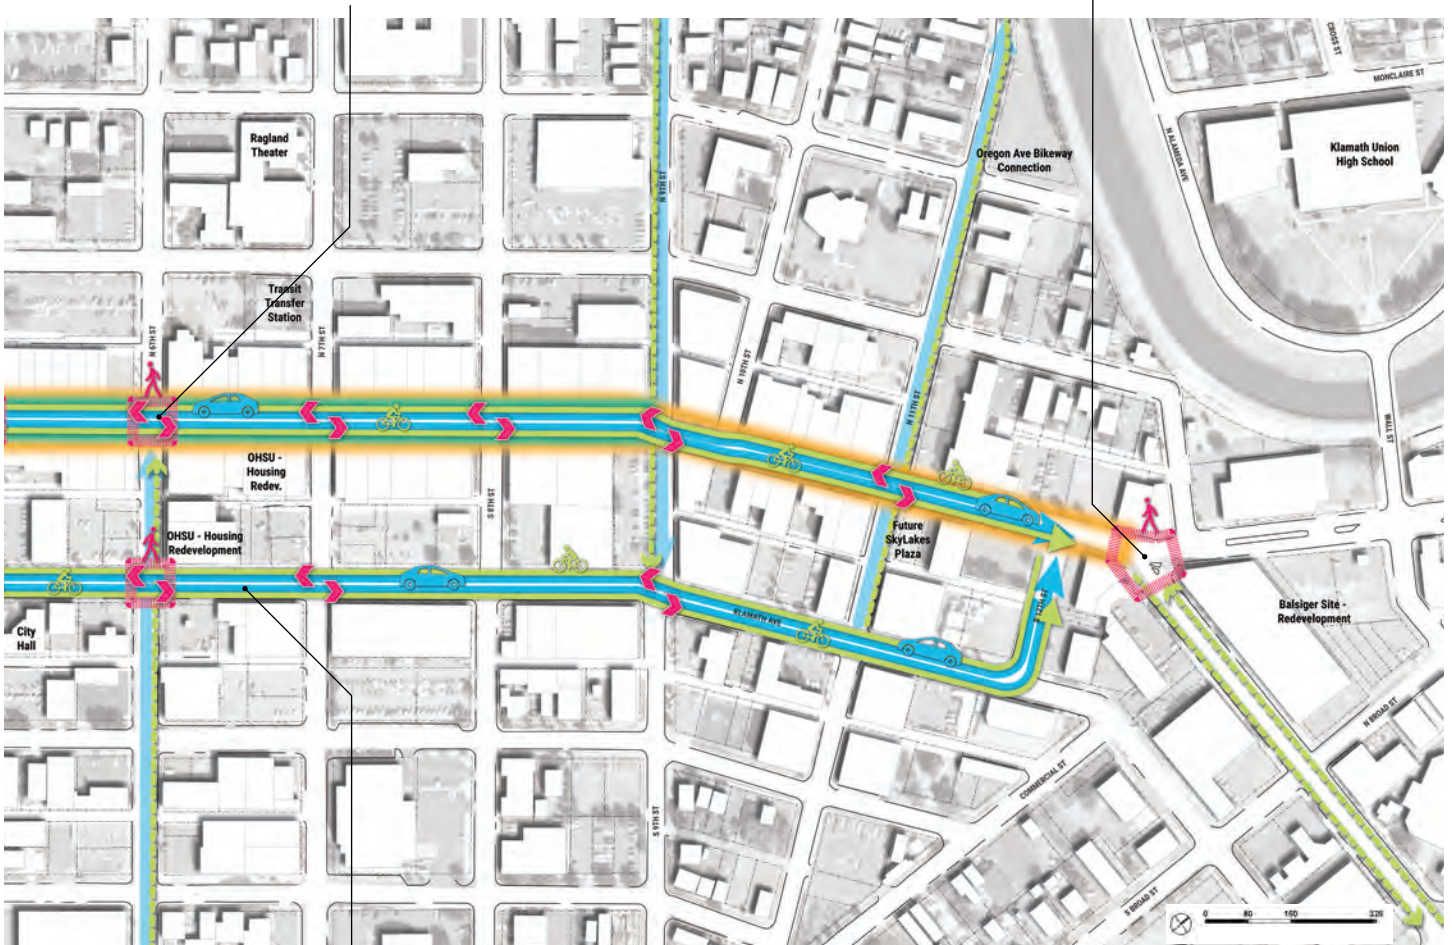 CROSS ST
MONCLAIRE ST
N ALAMEDA AVE
Klamath Union
High School
Ragland
Theater
Oregon Ave Bikeway
Connection
N 9TH ST
Transit
Transfer
Station
N 6TH ST
N 7TH ST
N 10TH ST
N 11TH ST
WALL ST
OHSU -
Housing
Redev.
S 8TH ST
OHSU - Housing
Redevelopment
Future
SkyLakes
Plaza
City
Hall
KLAMATH AVE
S 12TH ST
Balsiger Site -
Redevelopment
N BROAD ST
COMMERCIAL ST
S 9TH ST
S BROAD ST
0 80 160 320